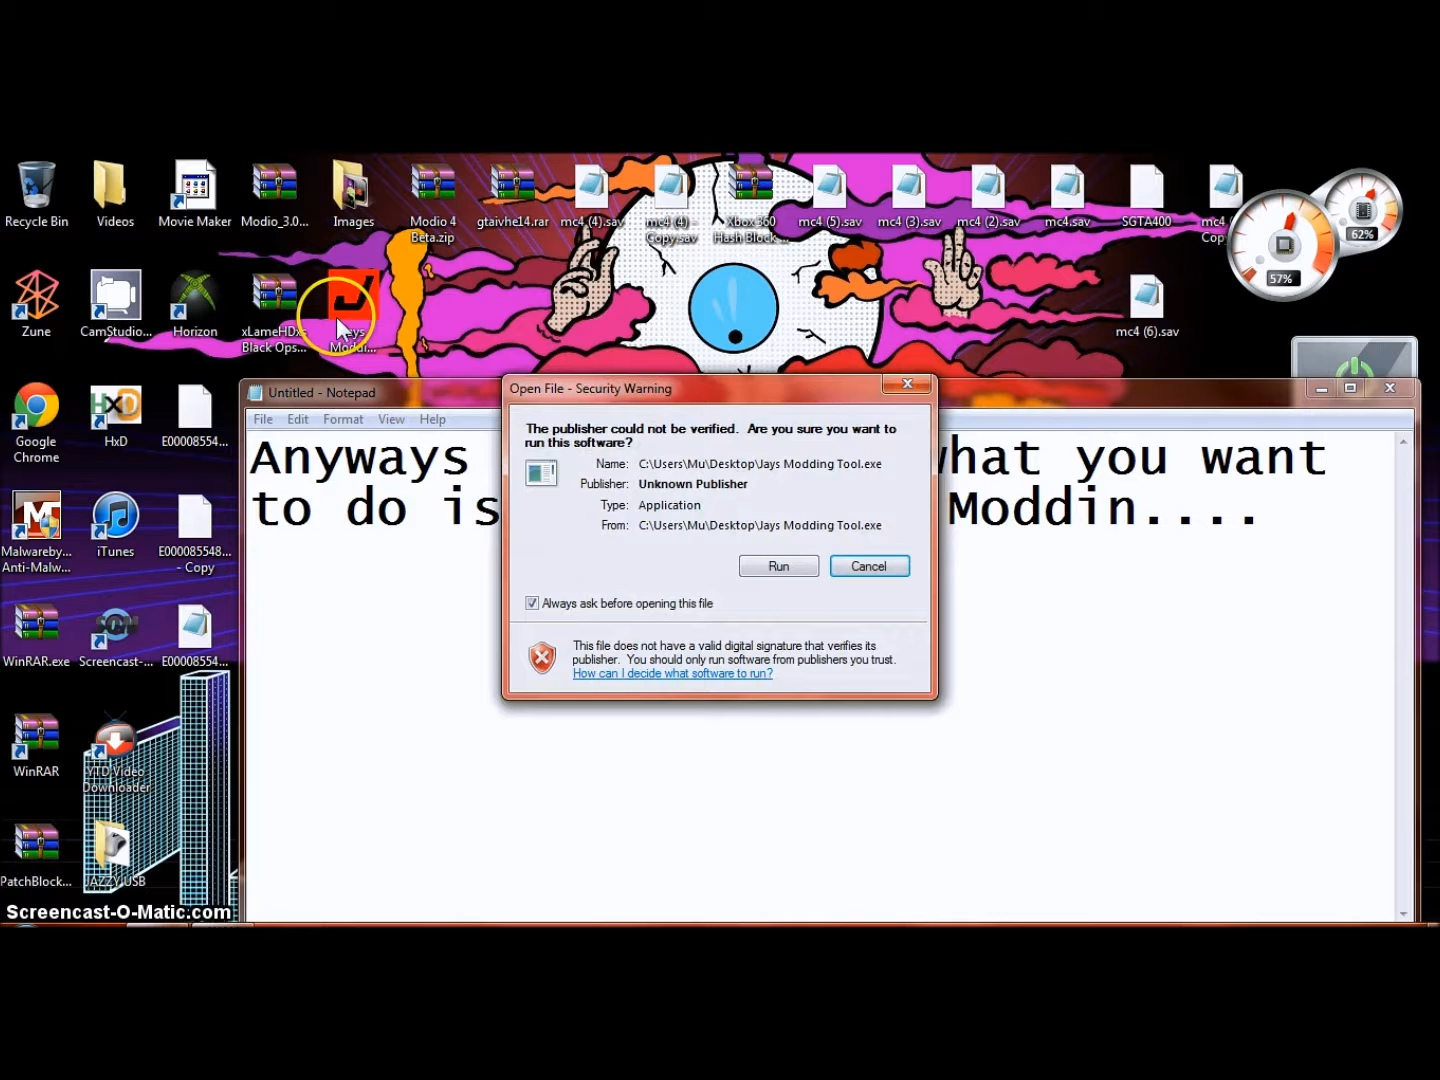 Recycle Bin
Videos
Movie Maker
Modio_3.0...
Images
Modio 4
Beta.zip
gtaivhe14.rar
mc4 (4).sav
mc4 (4) -
Copy.sav
Xbox360
Hash Block ...
mc4 (5).sav
mc4 (3).sav
mc4 (2).sav
mc4.sav
SGTA400
mc4
Cop
57%
62%
Zune
CamStudio...
Horizon
xLameHDx
Black Ops...
Moddi...
mc4 (6).sav
Google
Chrome
HxD
E00008554...
Malwareby...
Anti-Malw...
iTunes
E000085548...
- Copy
WinRAR.exe
Screencast-...
E00008554...
WinRAR
YTD Video
Downloader
PatchBlock...
JAZZY USB
Untitled - Notepad
File Edit Format View Help
Anyways what you want
to do is Moddin....
Open File - Security Warning
The publisher could not be verified. Are you sure you want to
run this software?
Name: C:\Users\Mu\Desktop\Jays Modding Tool.exe
Publisher: Unknown Publisher
Type: Application
From: C:\Users\Mu\Desktop\Jays Modding Tool.exe
Run
Cancel
Always ask before opening this file
This file does not have a valid digital signature that verifies its
publisher. You should only run software from publishers you trust.
How can I decide what software to run?
Screencast-O-Matic.com